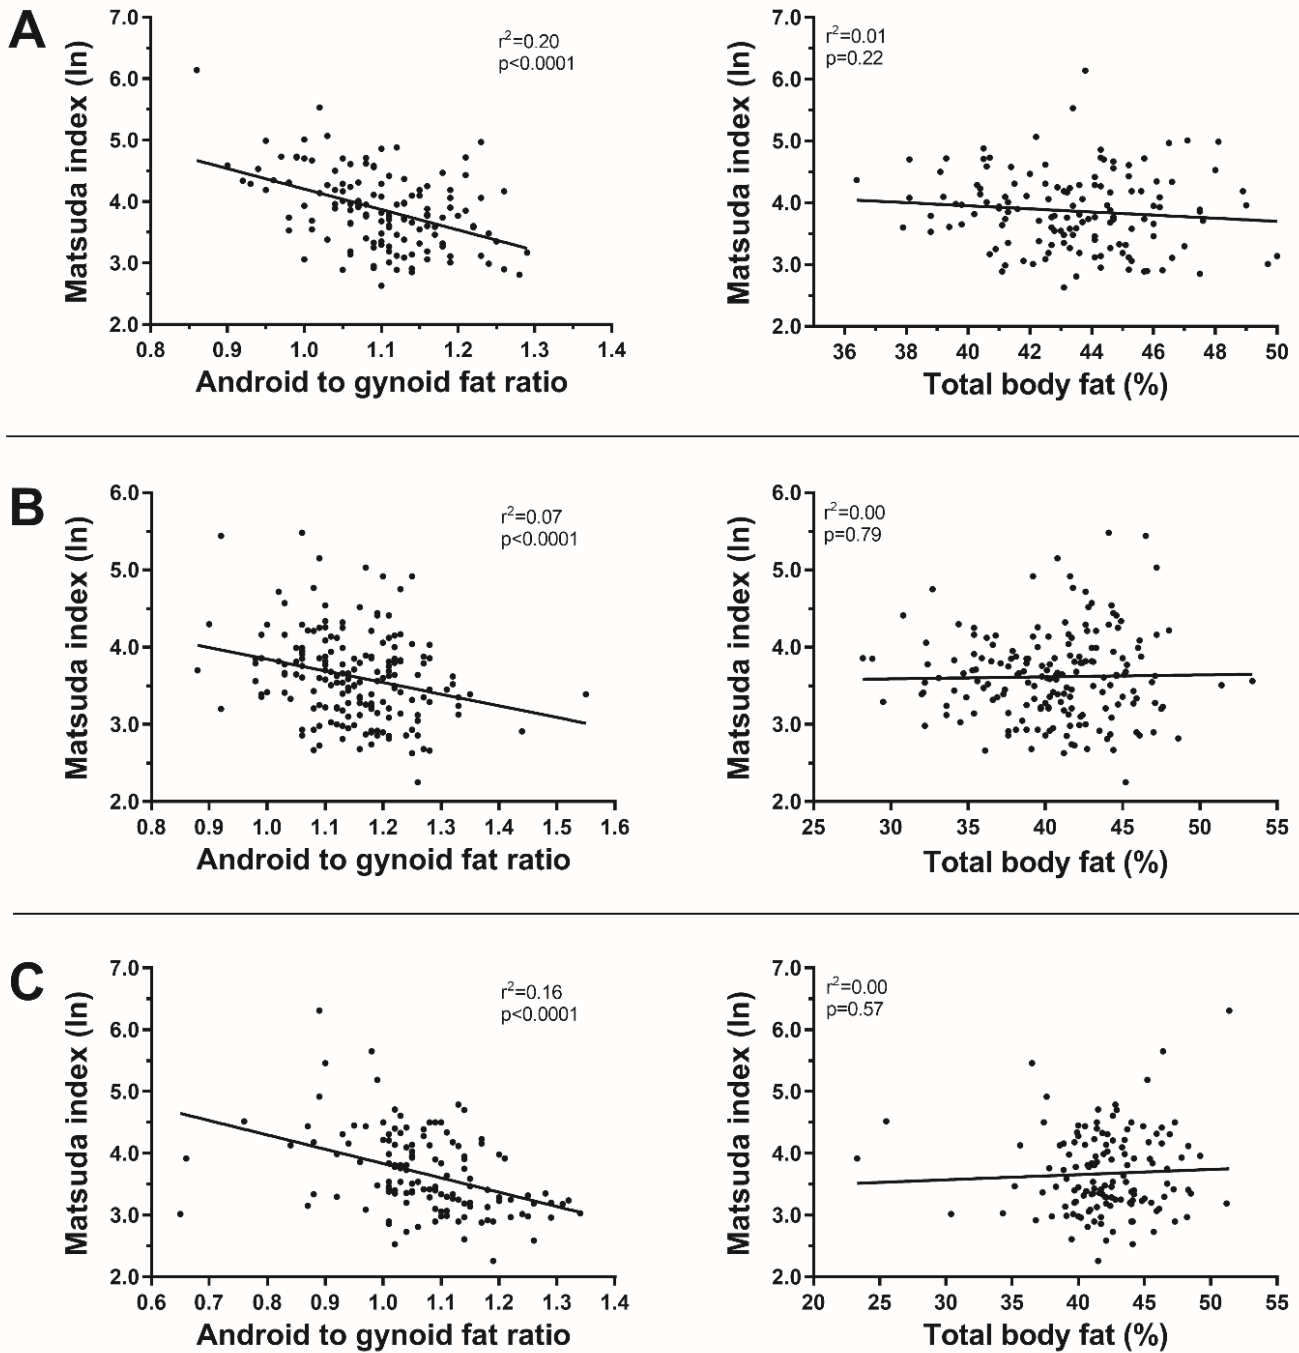 A
7.0
6.0
5.0
4.0
3.0
2.0
Matsuda index (ln)
r²=0.20
p<0.0001
0.8 0.9 1.0 1.1 1.2 1.3 1.4
Android to gynoid fat ratio
7.0
6.0
5.0
4.0
3.0
2.0
Matsuda index (ln)
r²=0.01
p=0.22
36 38 40 42 44 46 48 50
Total body fat (%)
B
6.0
5.0
4.0
3.0
2.0
Matsuda index (ln)
r²=0.07
p<0.0001
0.8 0.9 1.0 1.1 1.2 1.3 1.4 1.5 1.6
Android to gynoid fat ratio
6.0
5.0
4.0
3.0
2.0
Matsuda index (ln)
r²=0.00
p=0.79
25 30 35 40 45 50 55
Total body fat (%)
C
7.0
6.0
5.0
4.0
3.0
2.0
Matsuda index (ln)
r²=0.16
p<0.0001
0.6 0.7 0.8 0.9 1.0 1.1 1.2 1.3 1.4
Android to gynoid fat ratio
7.0
6.0
5.0
4.0
3.0
2.0
Matsuda index (ln)
r²=0.00
p=0.57
20 25 30 35 40 45 50 55
Total body fat (%)